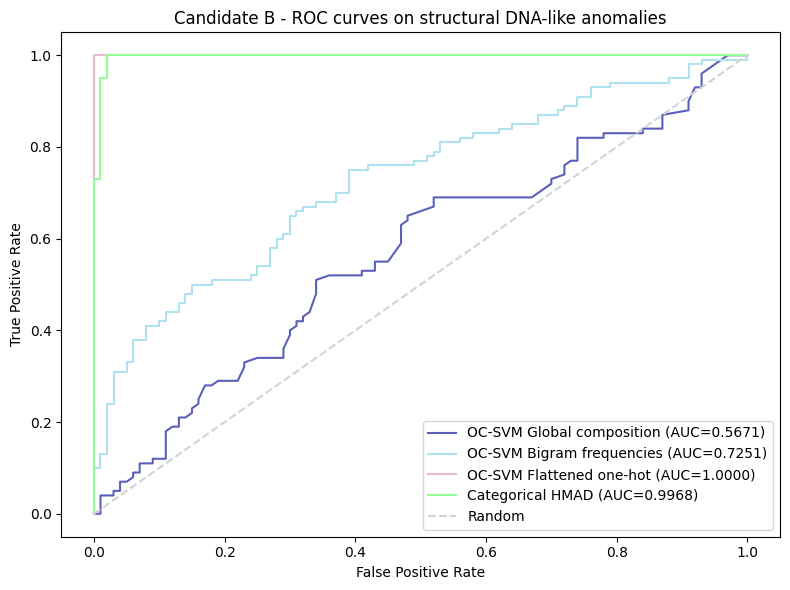 Candidate B - ROC curves on structural DNA-like anomalies
1.0
0.8
0.6
0.4
0.2
0.0
True Positive Rate
OC-SVM Global composition (AUC=0.5671)
OC-SVM Bigram frequencies (AUC=0.7251)
OC-SVM Flattened one-hot (AUC=1.0000)
Categorical HMAD (AUC=0.9968)
Random
0.0 0.2 0.4 0.6 0.8 1.0
False Positive Rate